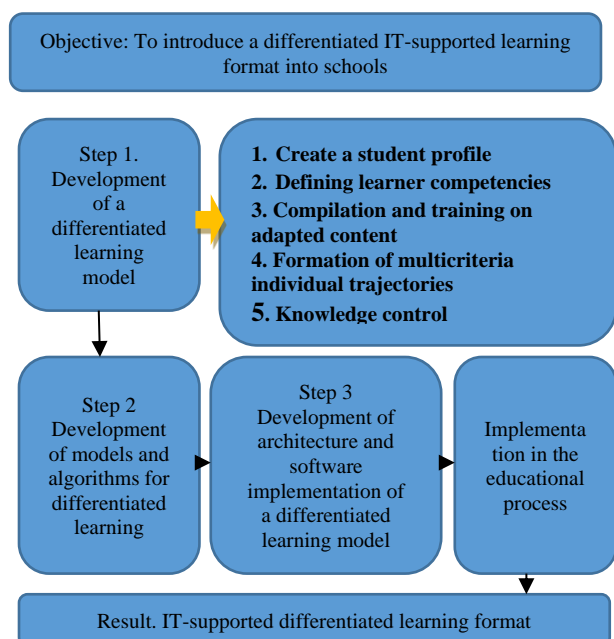 Objective: To introduce a differentiated IT-supported learning
format into schools
Step 1.
Development
of a
differentiated
learning
model
1. Create a student profile
2. Defining learner competencies
3. Compilation and training on
adapted content
4. Formation of multicriteria
individual trajectories
5. Knowledge control
Step 2
Development
of models and
algorithms for
differentiated
learning
Step 3
Development of
architecture and
software
implementation of
a differentiated
learning model
Implementa
tion in the
educational
process
Result. IT-supported differentiated learning format